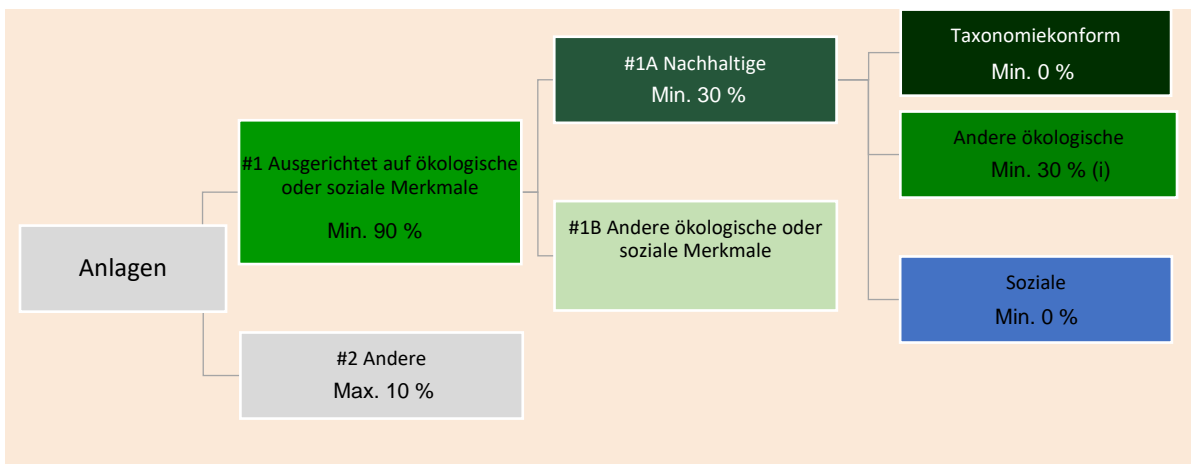 Anlagen
#1 Ausgerichtet auf ökologische
oder soziale Merkmale
Min. 90 %
#2 Andere
Max. 10 %
#1A Nachhaltige
Min. 30 %
#1B Andere ökologische oder
soziale Merkmale
Taxonomiekonform
Min. 0 %
Andere ökologische
Min. 30 % (i)
Soziale
Min. 0 %